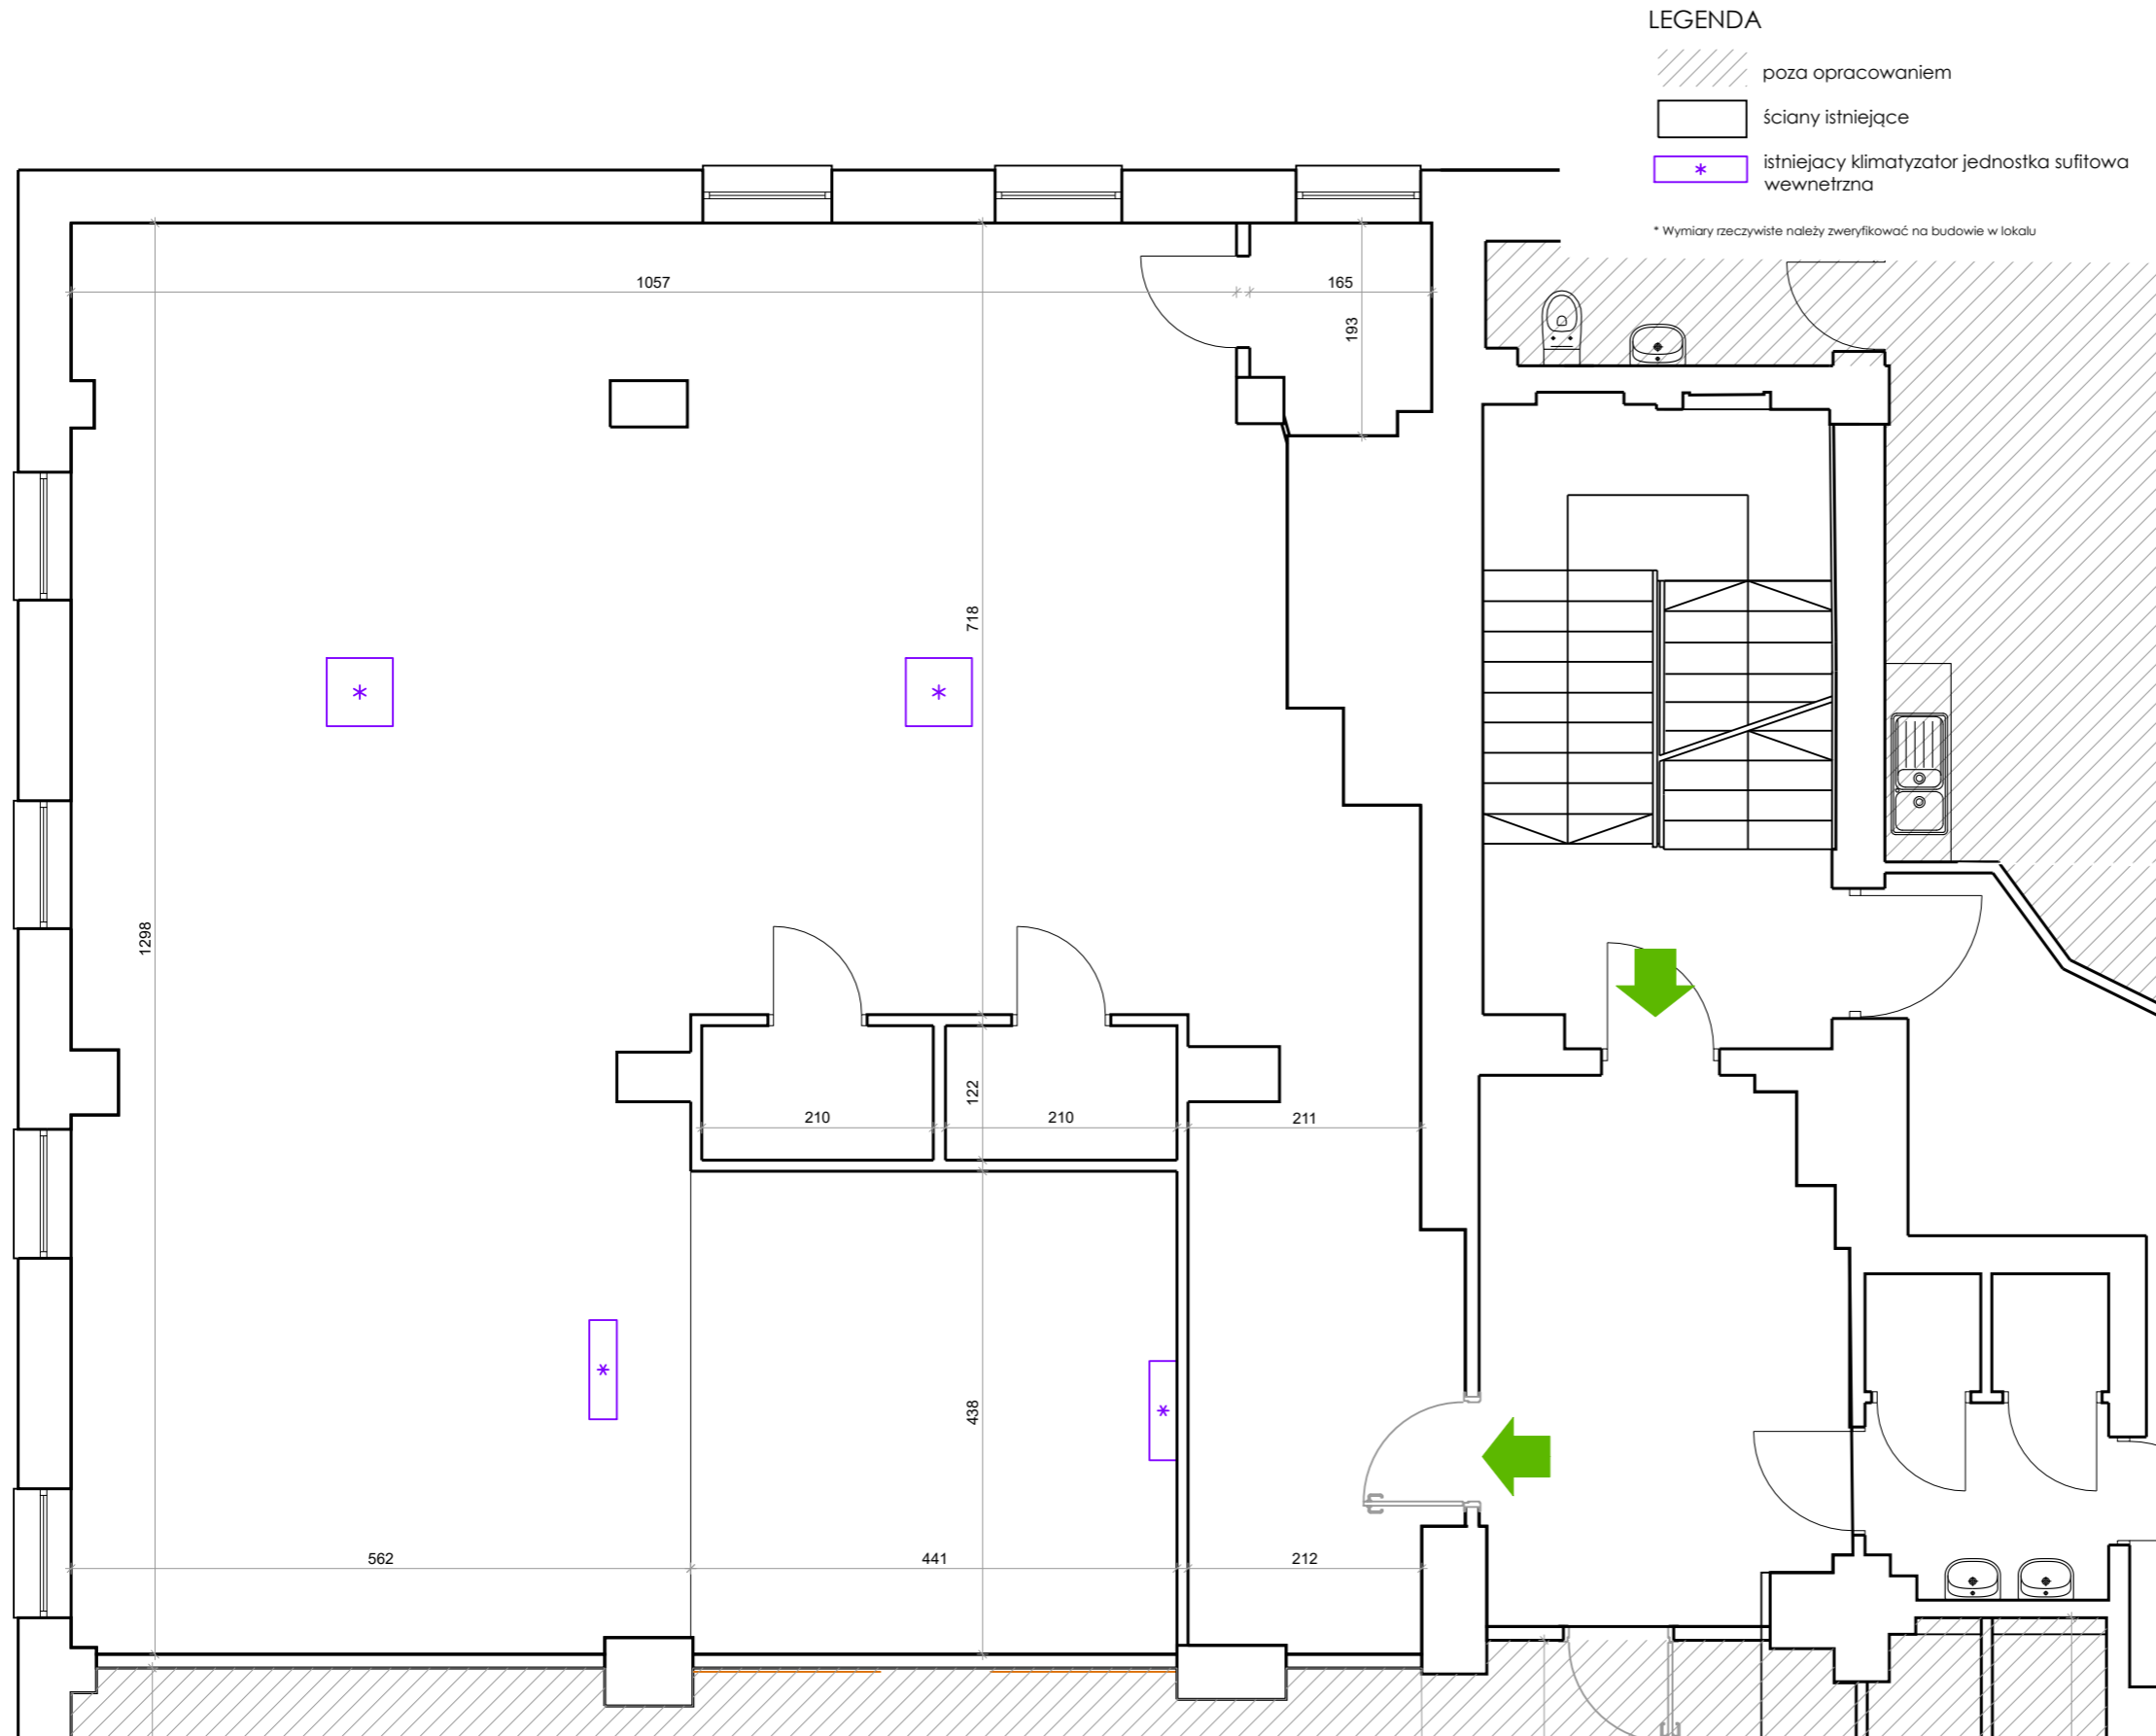 LEGENDA
poza opracowaniem
ściany istniejące
istniejacy klimatyzator jednostka sufitowa
wewnetrzna
* Wymiary rzeczywiste należy zweryfikować na budowie w lokalu
1057
165
193
718
1298
122
210
210
211
438
562
441
212